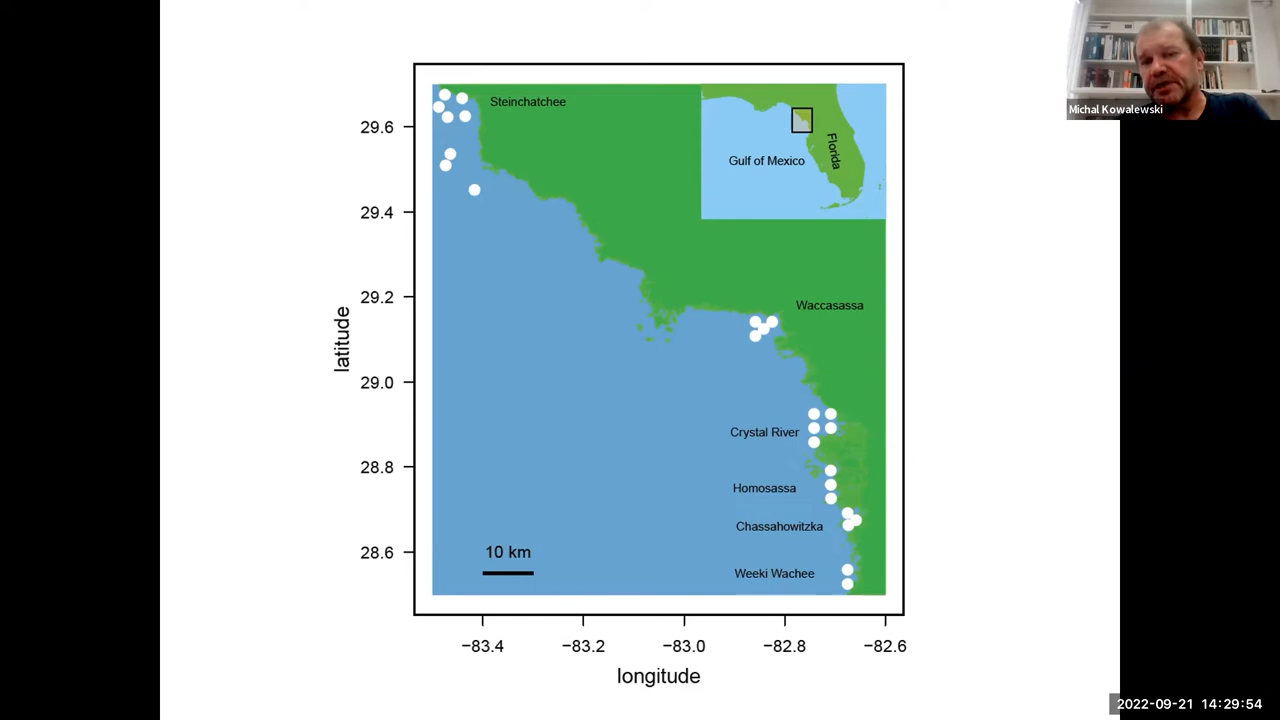 Michal Kowalewski
Steinchatchee
29.6
Gulf of Mexico
Florida
29.4
29.2
Waccasassa
latitude
29.0
Crystal River
28.8
Homosassa
Chassahowitzka
28.6
10 km
Weeki Wachee
−83.4
−83.2
−83.0
−82.8
−82.6
longitude
2022-09-21 14:29:54